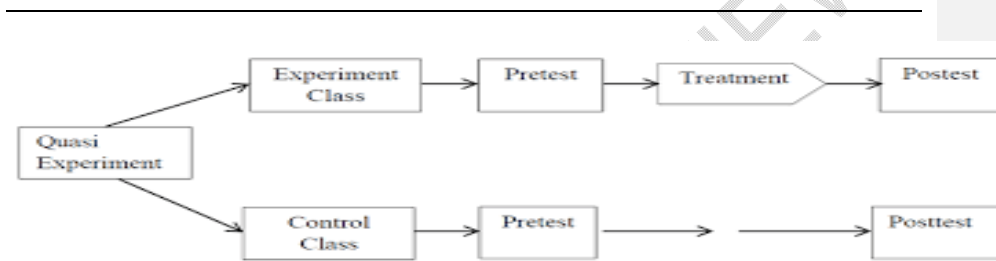 Experiment
Class
Pretest
Treatment
Postest
Quasi
Experiment
Control
Class
Pretest
Posttest